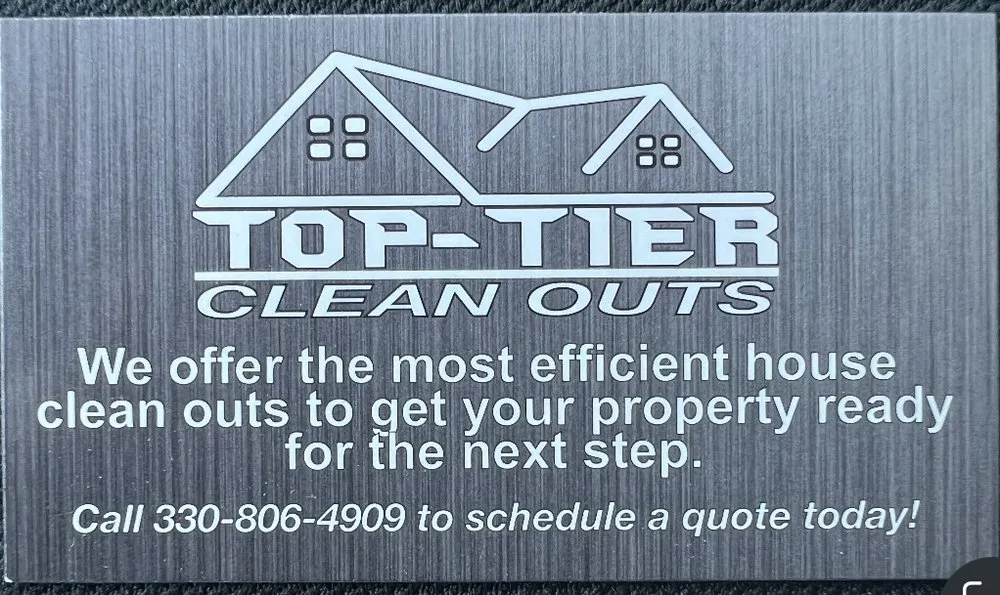 TOP-TIER
CLEAN OUTS
We offer the most efficient house
clean outs to get your property ready
for the next step.
Call 330-806-4909 to schedule a quote today!